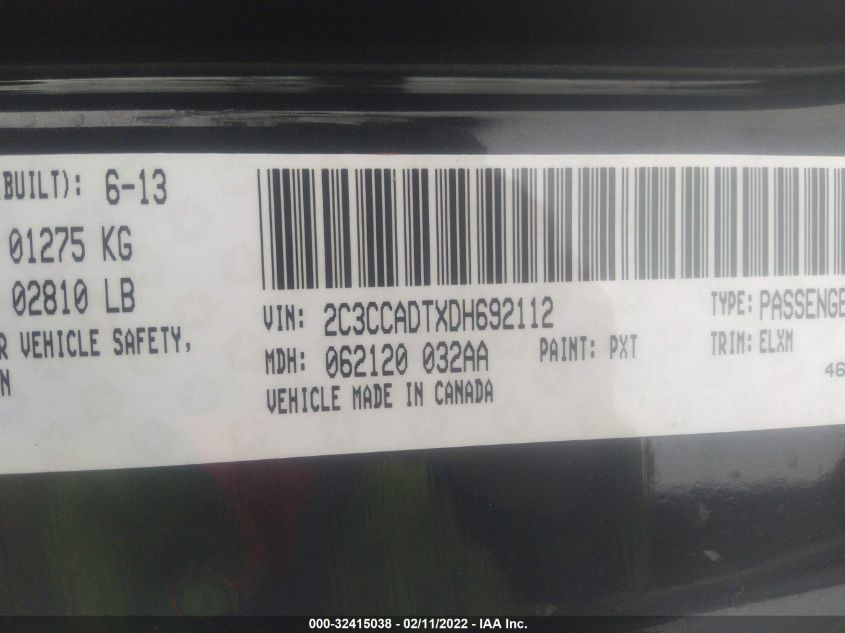 (BUILT): 6-13
01275 KG
02810 LB
R VEHICLE SAFETY,
N
VIN: 2C3CCADTXDH692112
TYPE: PASSENGE
MDH: 062120 032AA
PAINT: PXT
TRIM: ELXM
VEHICLE MADE IN CANADA
46
000-32415038 - 02/11/2022 - IAA Inc.